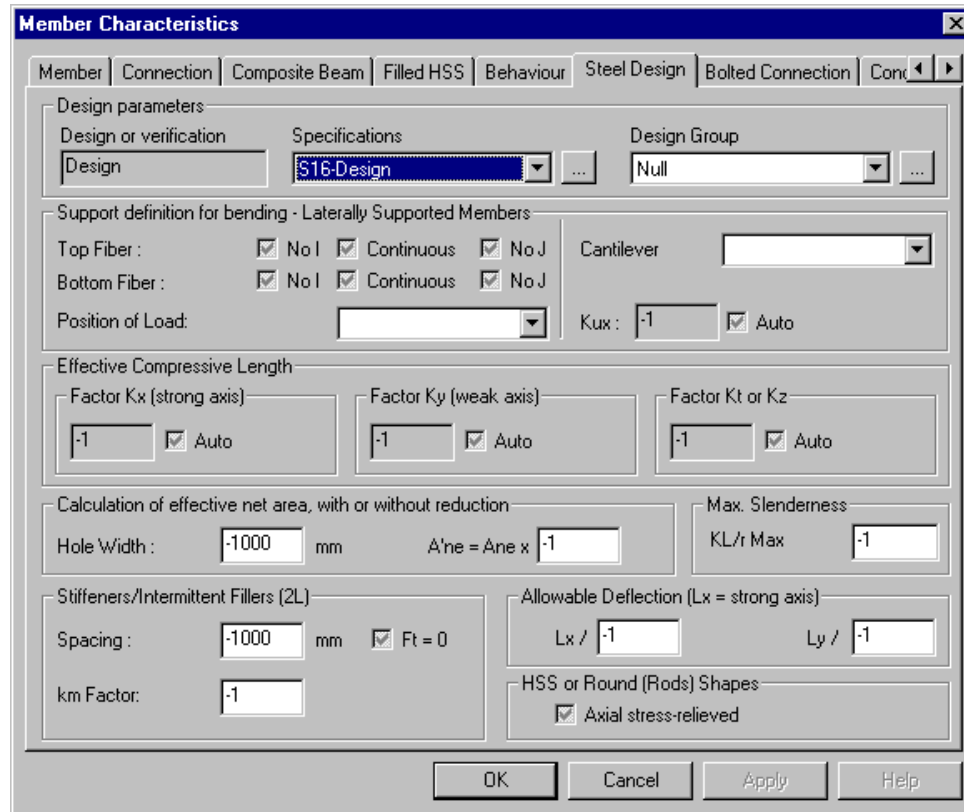 Member Characteristics
Member Connection Composite Beam Filled HSS Behaviour Steel Design Bolted Connection Conc
Design parameters
Design or verification Specifications Design Group
Design S16-Design ... Null ...
Support definition for bending - Laterally Supported Members
Top Fiber : No I Continuous No J Cantilever
Bottom Fiber : No I Continuous No J
Position of Load: Kux : -1 Auto
Effective Compressive Length
Factor Kx (strong axis) Factor Ky (weak axis) Factor Kt or Kz
-1 Auto -1 Auto -1 Auto
Calculation of effective net area, with or without reduction Max. Slenderness
Hole Width : -1000 mm A'ne = Ane x -1 KL/r Max -1
Stiffeners/Intermittent Fillers (2L) Allowable Deflection (Lx = strong axis)
Spacing : -1000 mm Ft = 0 Lx / -1 Ly / -1
km Factor: -1 HSS or Round (Rods) Shapes
Axial stress-relieved
OK Cancel Apply Help